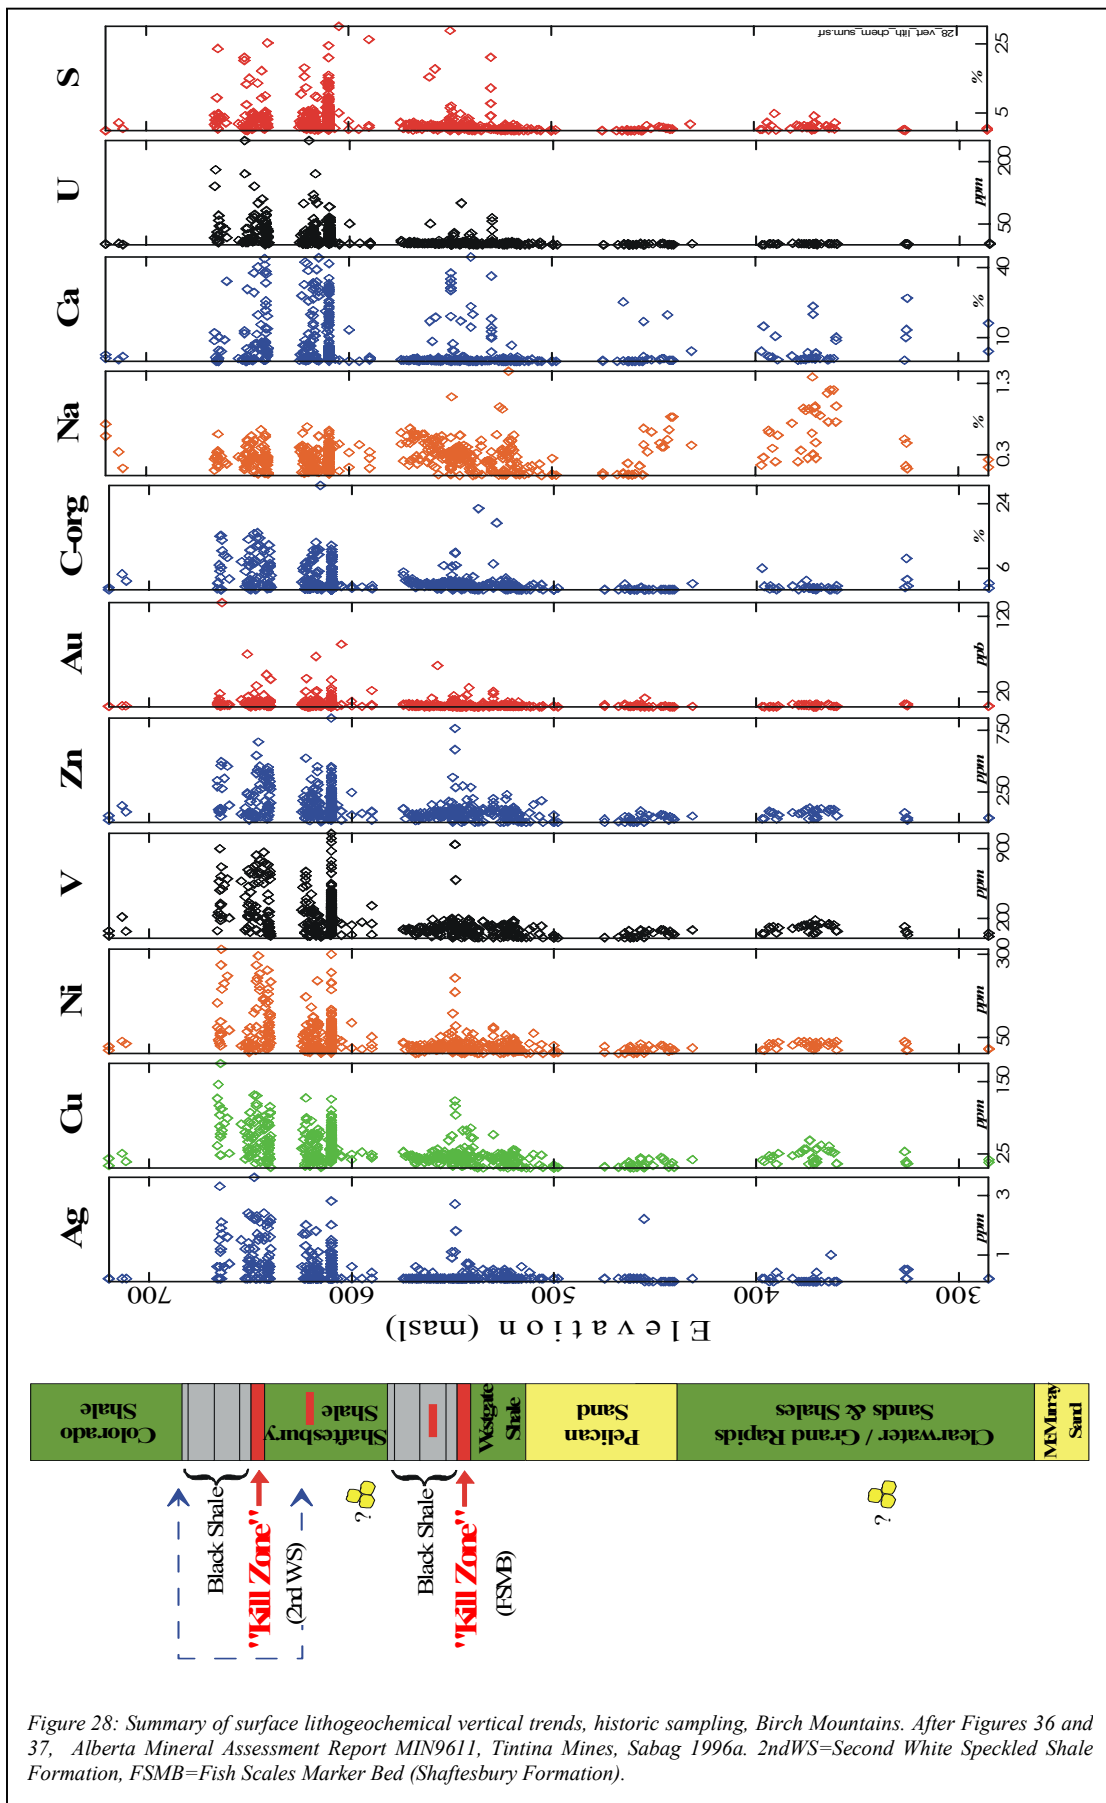 28_vert_lith_chem_sum.srf
S
25
5
%
U
200
50
ppm
Ca
40
10
%
Na
1.3
0.3
%
C-org
24
6
%
Au
120
20
ppb
Zn
750
250
ppm
V
900
200
ppm
Ni
300
50
ppm
Cu
150
25
ppm
Ag
3
1
ppm
700
600
500
400
300
Elevation (masl)
Colorado
Shale
Shaftesbury
Shale
Westgate
Shale
Pelican
Sand
Clearwater / Grand Rapids
Sands & Shales
McMurray
Sand
Black Shale
"Kill Zone"
(2nd WS)
?
Black Shale
"Kill Zone"
(FSMB)
?
Figure 28: Summary of surface lithogeochemical vertical trends, historic sampling, Birch Mountains. After Figures 36 and
37, Alberta Mineral Assessment Report MIN9611, Tintina Mines, Sabag 1996a. 2ndWS=Second White Speckled Shale
Formation, FSMB=Fish Scales Marker Bed (Shaftesbury Formation).